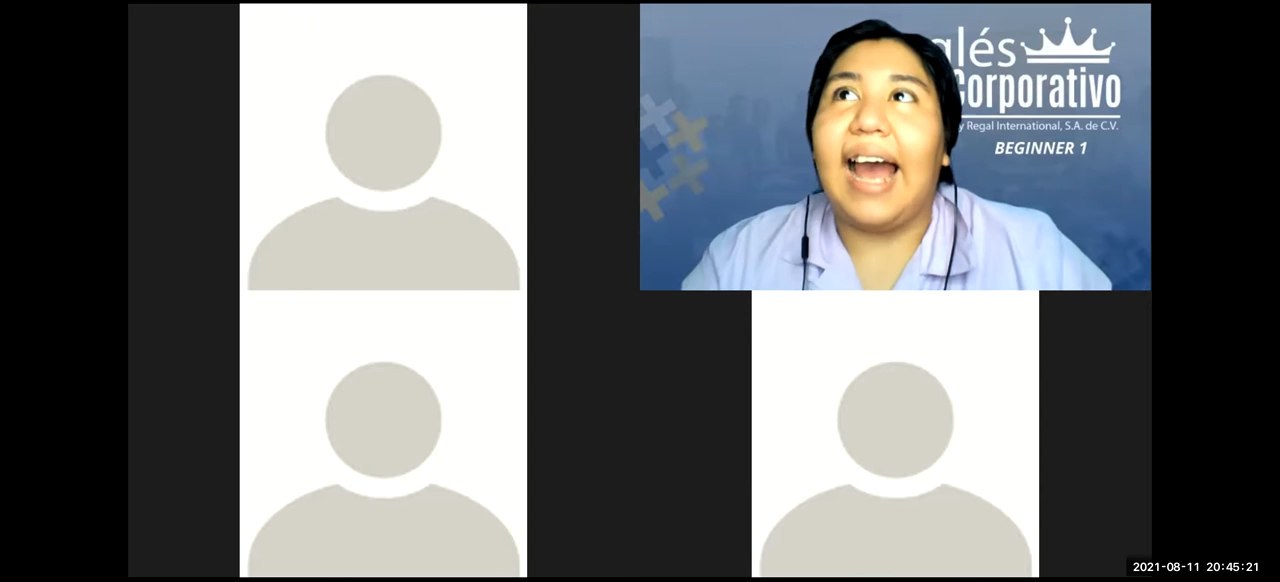 glés
Corporativo
y Regal International, S.A. de C.V.
BEGINNER 1
2021-08-11 20:45:21